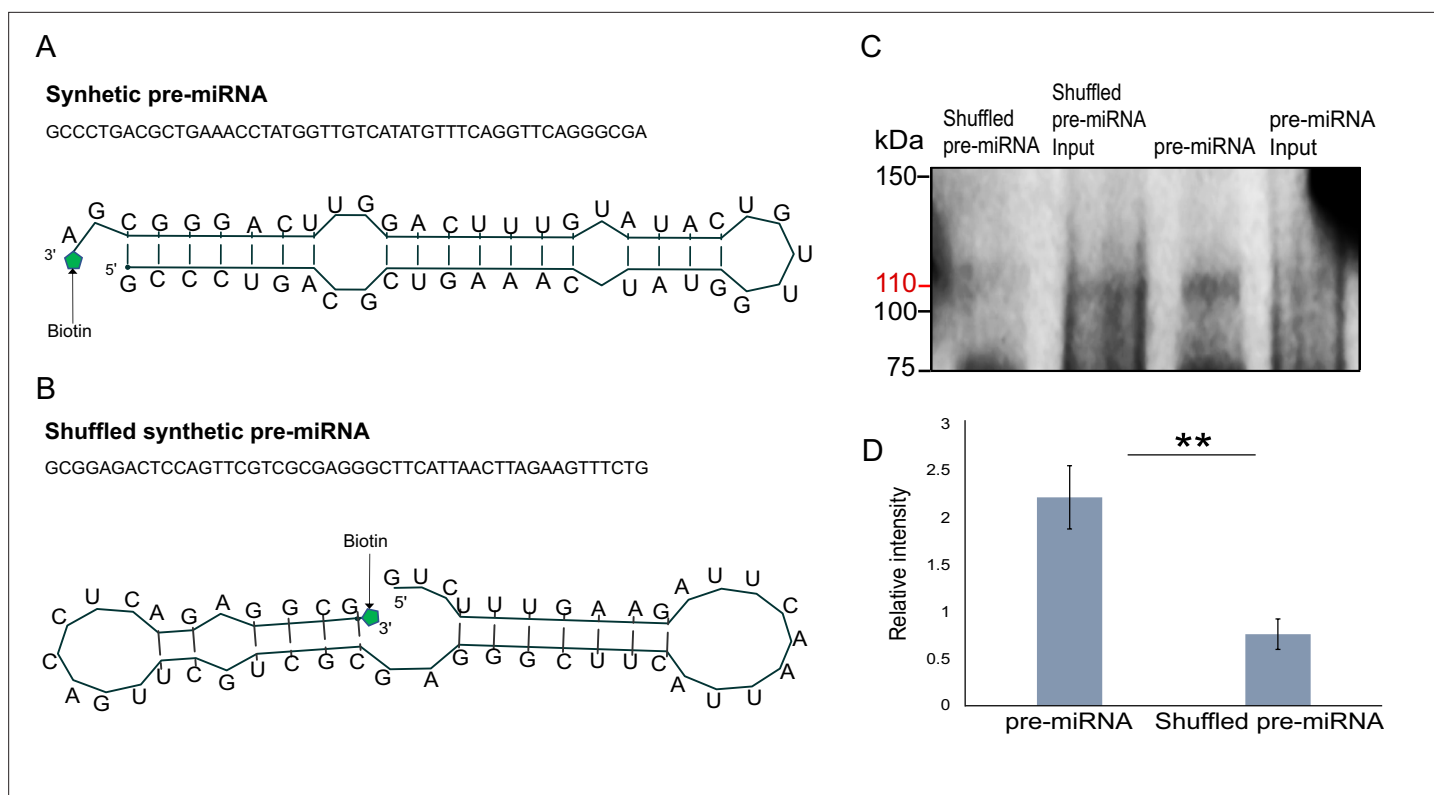 A
Synhetic pre-miRNA
GCCCTGACGCTGAAACCTATGGTTGTCATATGTTTCAGGTTCAGGGCGA
A G C G G G A C U U G G A C U U U G U A U A C U G U U
3'
5'
G C C C G U G A C G C U G A A A C U A U G G
Biotin
B
Shuffled synthetic pre-miRNA
GCGGAGACTCCAGTTCGTCGCGAGGGCTTCATTAACTTAGAAGTTTCTG
Biotin
C C U C A G A G G C G
3'
C A G U U C G U C G C G A G G G C U U C A U U A A C U U A G A A G U U U C U G
5'
C
kDa
Shuffled
pre-miRNA
Shuffled
pre-miRNA
Input
pre-miRNA
pre-miRNA
Input
150
110
100
75
D
**
Relative intensity
3
2.5
2
1.5
1
0.5
0
pre-miRNA
Shuffled pre-miRNA